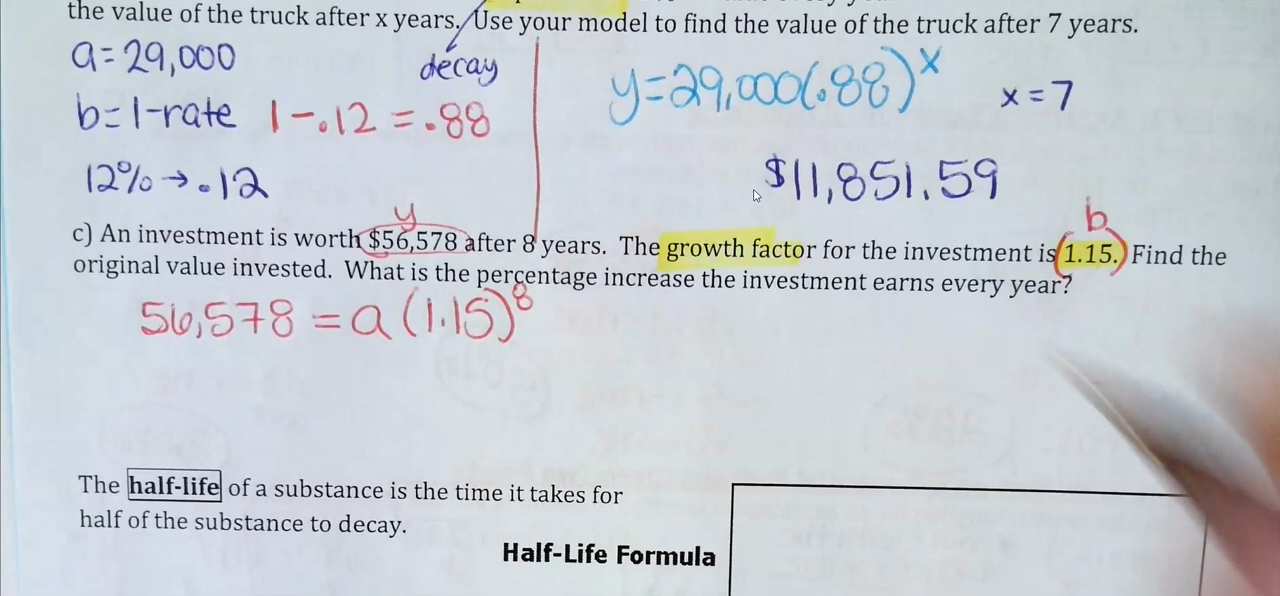 the value of the truck after x years. Use your model to find the value of the truck after 7 years.
a=29,000
decay
y=29,000(.88)^x
x=7
b=1-rate 1-.12 = .88
12% → .12
$11,851.59
y
b
c) An investment is worth $56,578 after 8 years. The growth factor for the investment is 1.15. Find the
original value invested. What is the percentage increase the investment earns every year?
56,578 = a (1.15)^8
The half-life of a substance is the time it takes for
half of the substance to decay.
Half-Life Formula